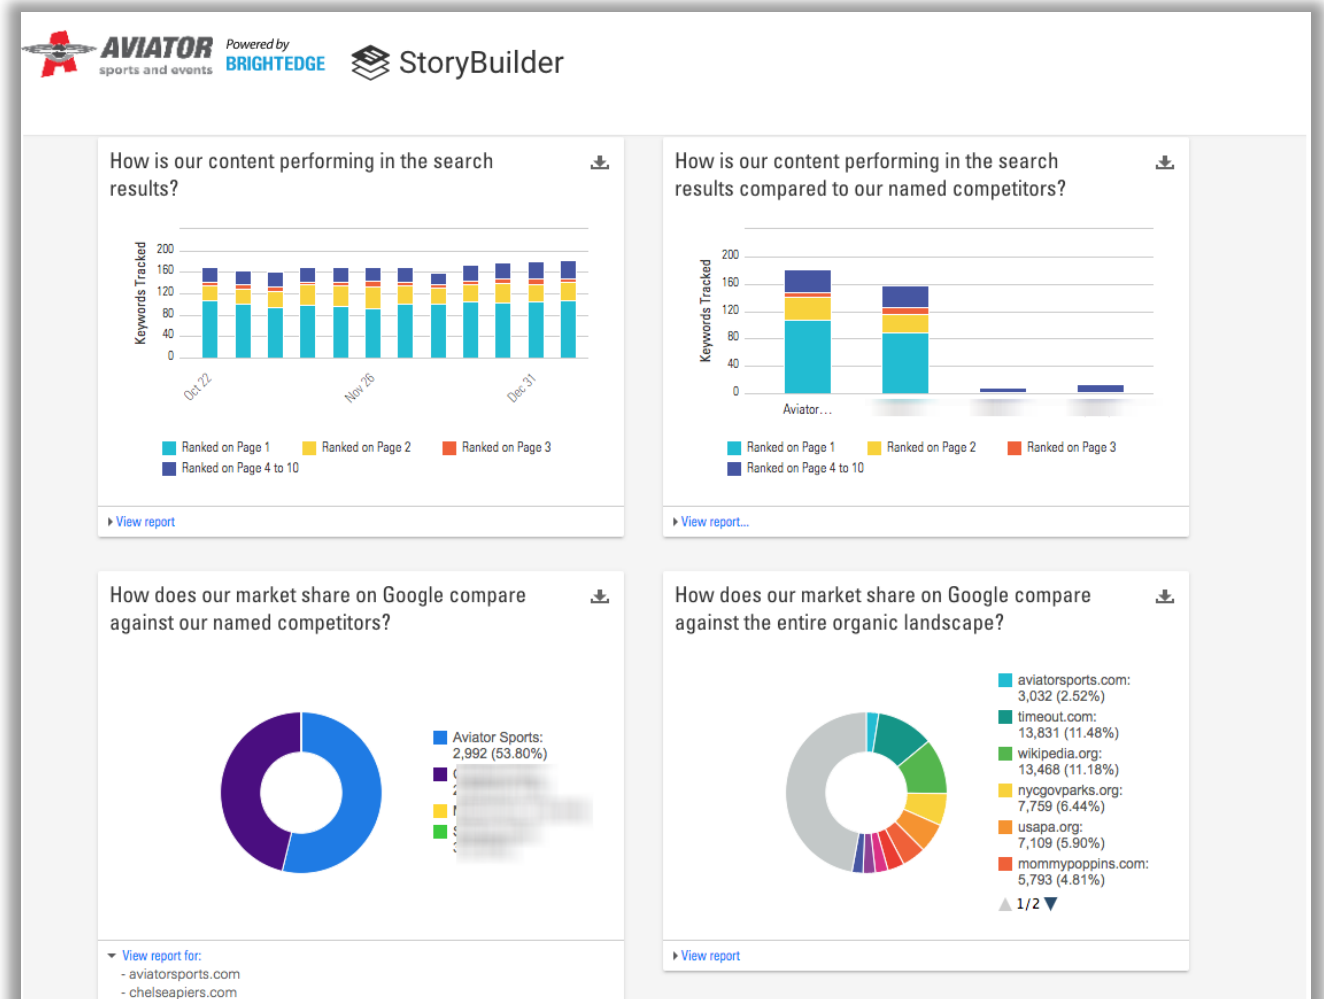 AVIATOR
sports and events
Powered by
BRIGHTEDGE
StoryBuilder
How is our content performing in the search
results?
Keywords Tracked
200
160
120
80
40
0
Oct 22
Nov 26
Dec 31
Ranked on Page 1
Ranked on Page 2
Ranked on Page 3
Ranked on Page 4 to 10
View report
How is our content performing in the search
results compared to our named competitors?
Keywords Tracked
200
160
120
80
40
0
Aviator...
Ranked on Page 1
Ranked on Page 2
Ranked on Page 3
Ranked on Page 4 to 10
View report...
How does our market share on Google compare
against our named competitors?
Aviator Sports:
2,992 (53.80%)
View report for:
- aviatorsports.com
- chelseapiers.com
How does our market share on Google compare
against the entire organic landscape?
aviatorsports.com:
3,032 (2.52%)
timeout.com:
13,831 (11.48%)
wikipedia.org:
13,468 (11.18%)
nycgovparks.org:
7,759 (6.44%)
usapa.org:
7,109 (5.90%)
mommypoppins.com:
5,793 (4.81%)
1/2
View report